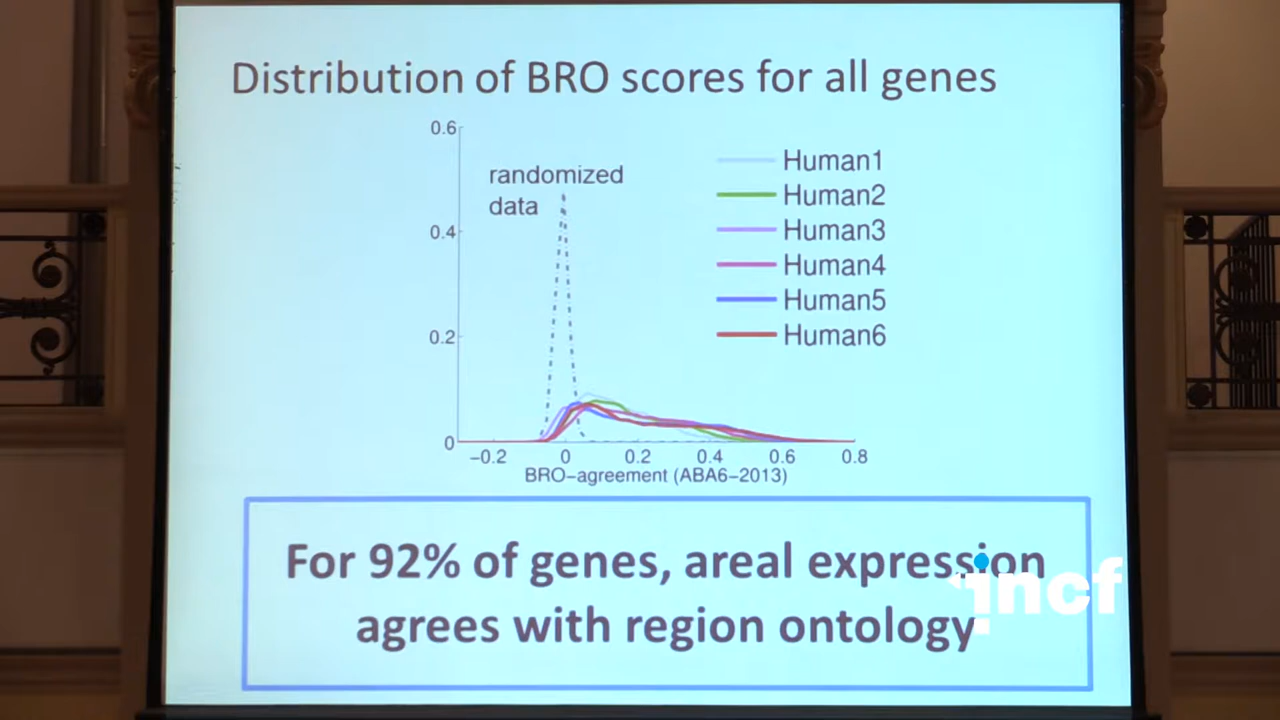 Distribution of BRO scores for all genes
0.6
randomized
data
0.4
0.2
0
−0.2
0
0.2
0.4
0.6
0.8
BRO−agreement (ABA6−2013)
Human1
Human2
Human3
Human4
Human5
Human6
For 92% of genes, areal expression
agrees with region ontology
incf